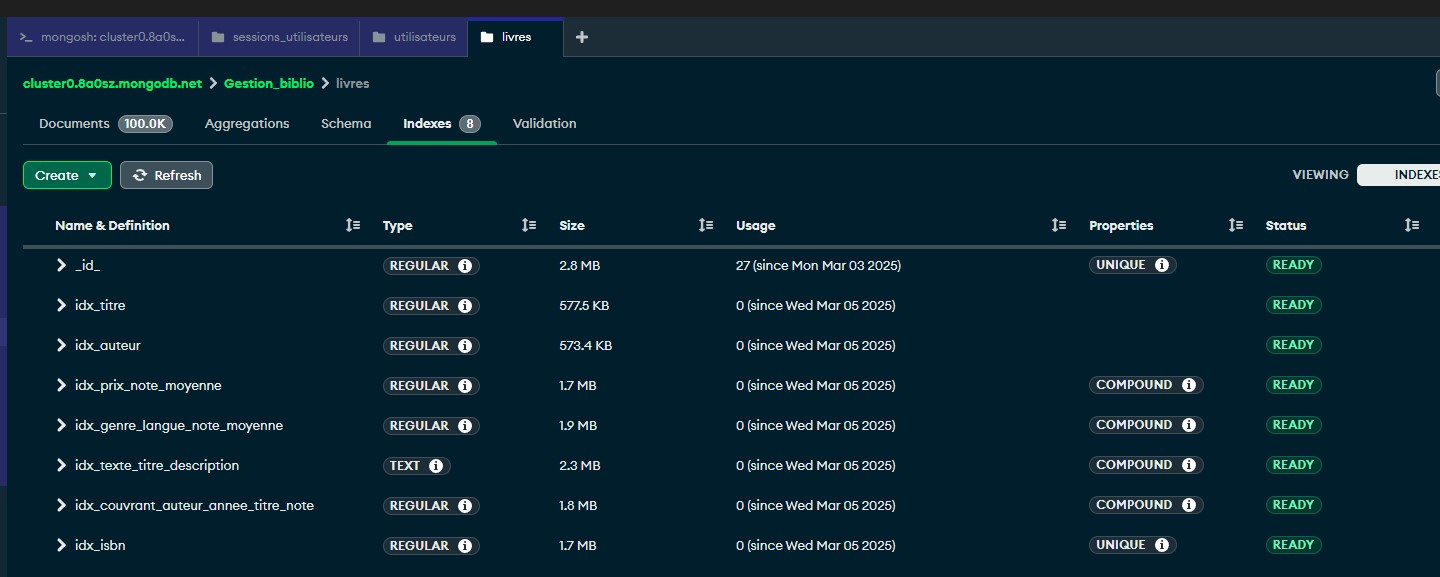 mongosh: cluster0.8a0s... sessions_utilisateurs utilisateurs livres
cluster0.8a0sz.mongodb.net > Gestion_biblio > livres
Documents 100.0K Aggregations Schema Indexes 8 Validation
Create Refresh VIEWING INDEXES
Name & Definition Type Size Usage Properties Status
_id_ REGULAR 2.8 MB 27 (since Mon Mar 03 2025) UNIQUE READY
idx_titre REGULAR 577.5 KB 0 (since Wed Mar 05 2025) READY
idx_auteur REGULAR 573.4 KB 0 (since Wed Mar 05 2025) READY
idx_prix_note_moyenne REGULAR 1.7 MB 0 (since Wed Mar 05 2025) COMPOUND READY
idx_genre_langue_note_moyenne REGULAR 1.9 MB 0 (since Wed Mar 05 2025) COMPOUND READY
idx_texte_titre_description TEXT 2.3 MB 0 (since Wed Mar 05 2025) COMPOUND READY
idx_couvrant_auteur_annee_titre_note REGULAR 1.8 MB 0 (since Wed Mar 05 2025) COMPOUND READY
idx_isbn REGULAR 1.7 MB 0 (since Wed Mar 05 2025) UNIQUE READY